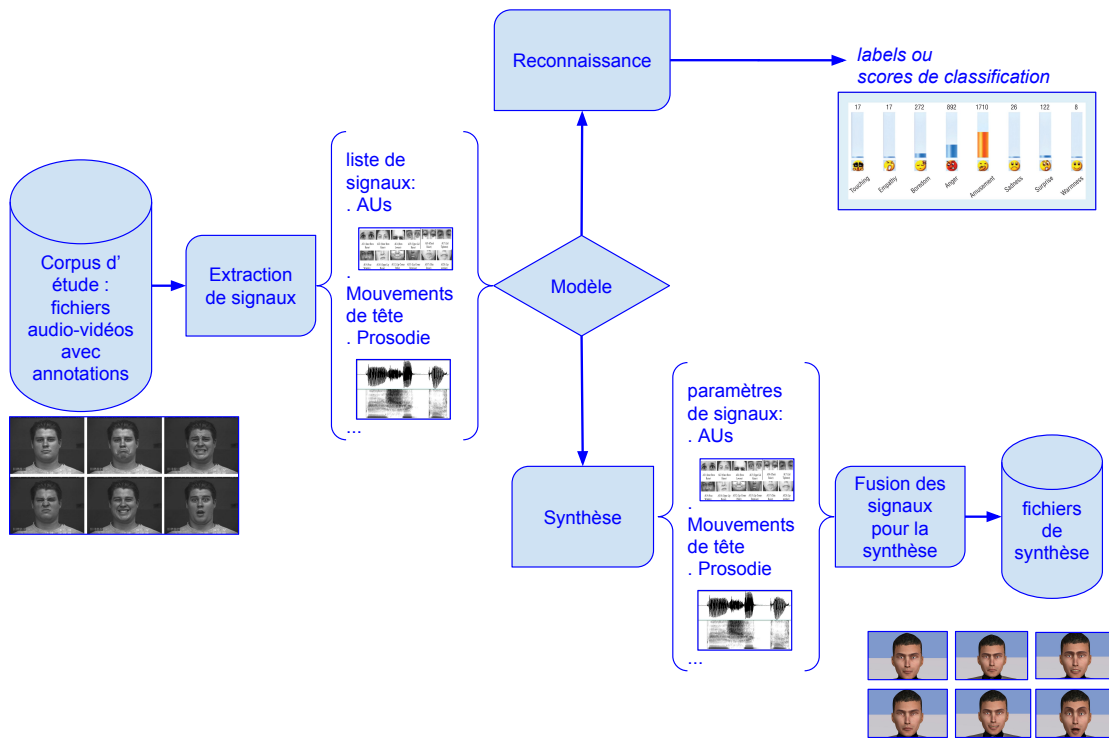 Reconnaissance
labels ou
scores de classification
17 17 272 892 1710 26 122 8
Touching
Empathy
Boredom
Anger
Amusement
Sadness
Surprise
Warmness
Corpus d'
étude :
fichiers
audio-vidéos
avec
annotations
Extraction
de signaux
liste de
signaux:
. AUs
.
Mouvements
de tête
. Prosodie
...
Modèle
Synthèse
paramètres
de signaux:
. AUs
.
Mouvements
de tête
. Prosodie
...
Fusion des
signaux
pour la
synthèse
fichiers
de
synthèse